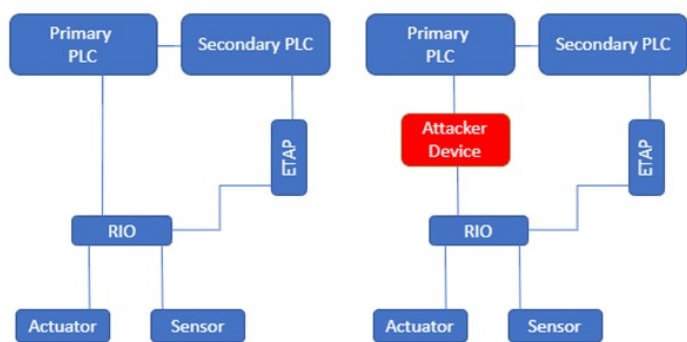 Primary
PLC
Secondary PLC
ETAP
RIO
Actuator
Sensor
Primary
PLC
Secondary PLC
Attacker
Device
ETAP
RIO
Actuator
Sensor